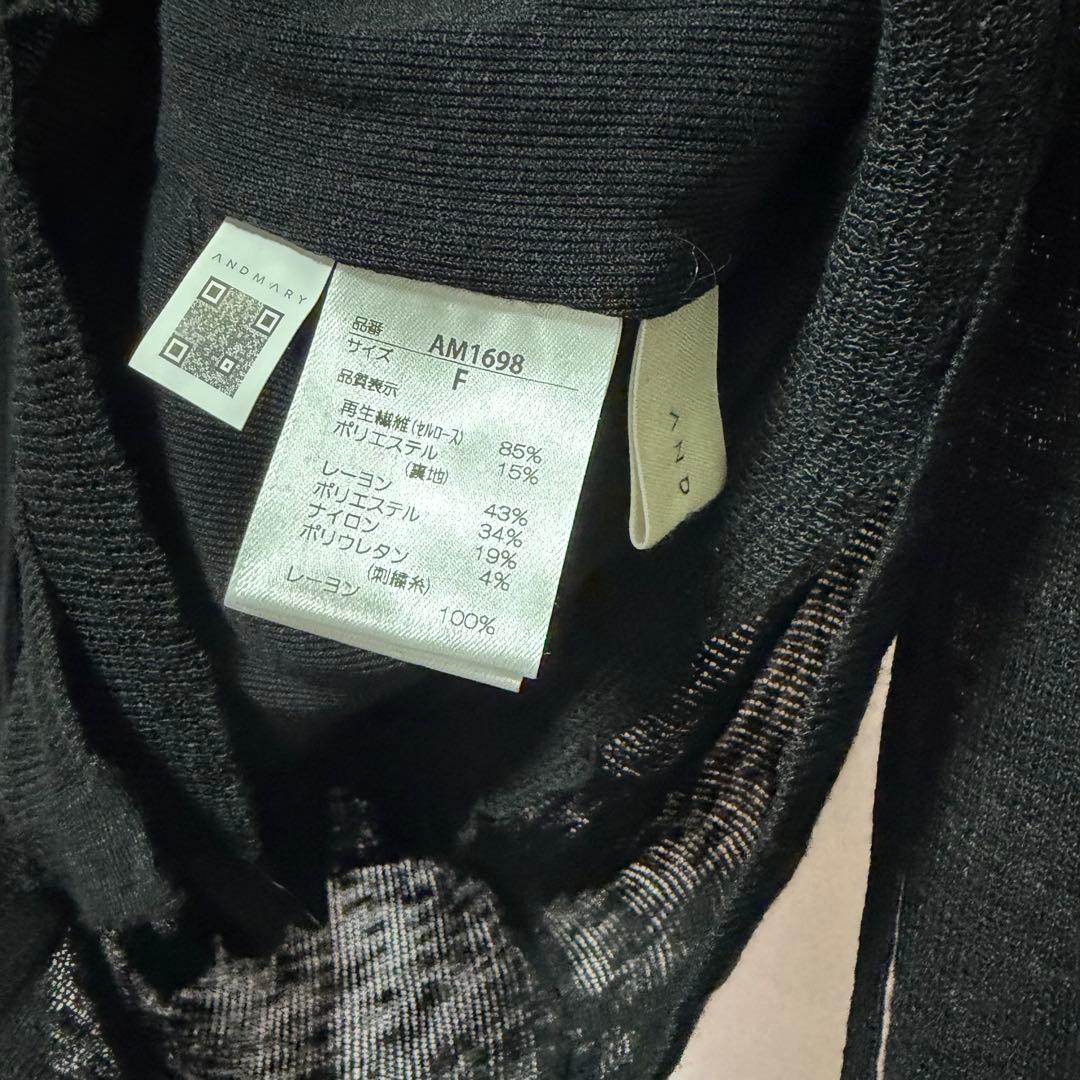 ANDMARY
品番 AM1698
サイズ F
品質表示
再生繊維(セルロース) 85%
ポリエステル 15%
(裏地)
レーヨン 43%
ポリエステル 34%
ナイロン 19%
ポリウレタン 4%
(刺繍糸)
レーヨン 100%
AND